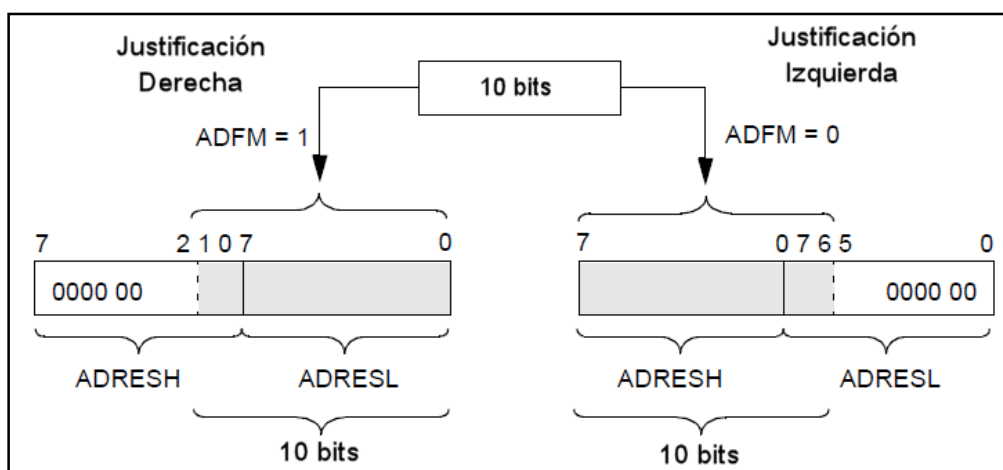 Justificación
Derecha
Justificación
Izquierda
10 bits
ADFM = 1
ADFM = 0
7 2 1 0 7 0
7 0 7 6 5 0
0000 00
0000 00
ADRESH
ADRESL
ADRESH
ADRESL
10 bits
10 bits